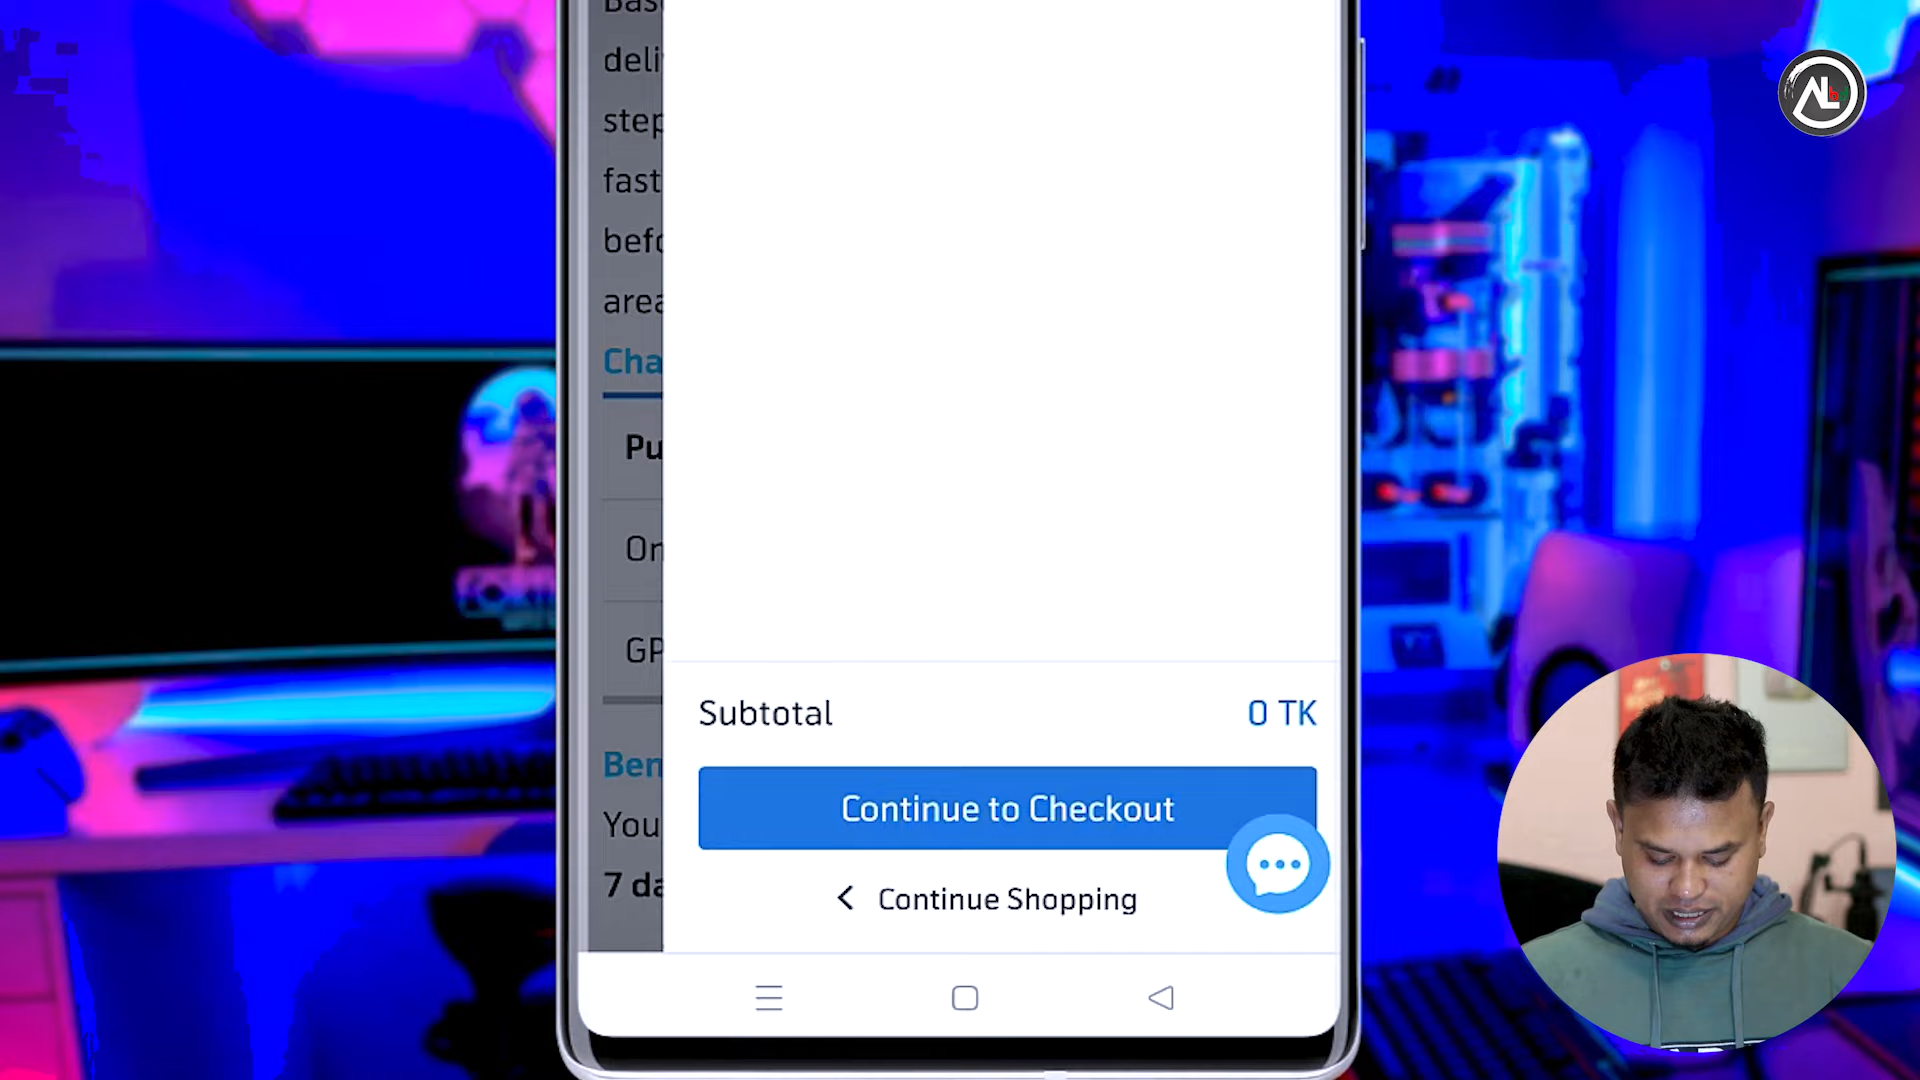 deli
step
fast
befo
area
Cha
Pu
On
GP
Subtotal 0 TK
Ben
Continue to Checkout
You
7 da
Continue Shopping